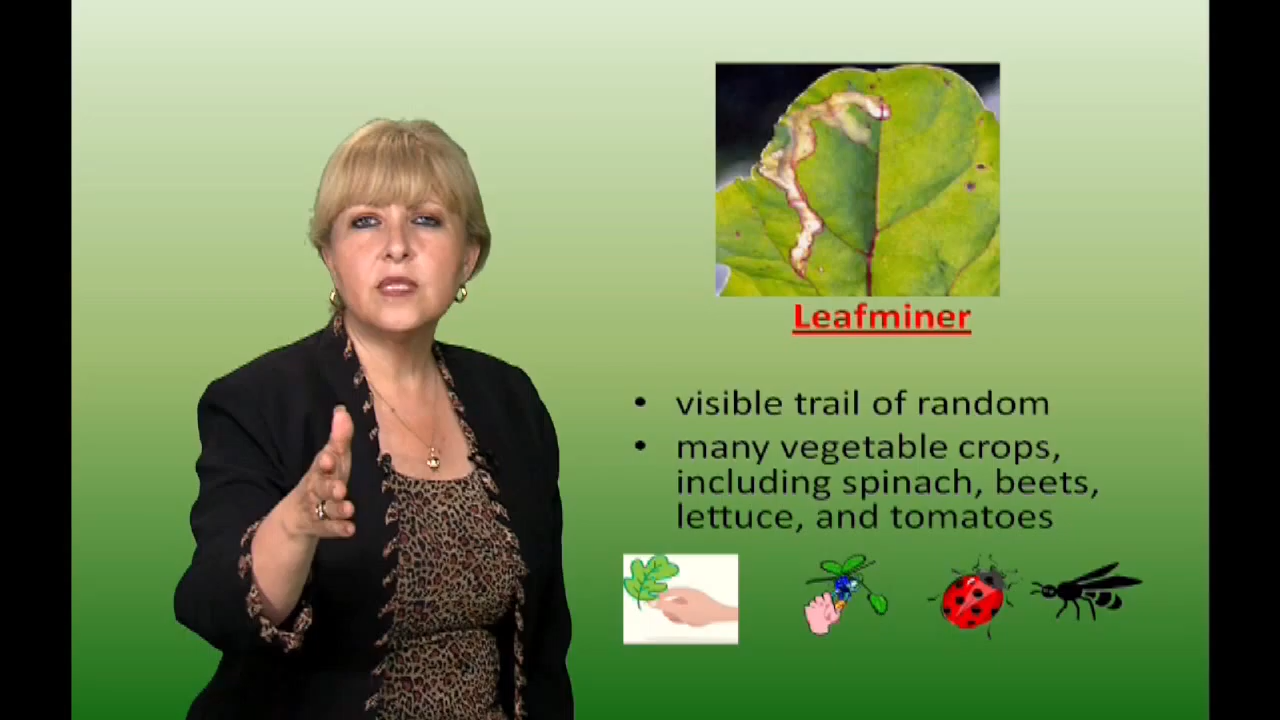 Leafminer
• visible trail of random
• many vegetable crops,
including spinach, beets,
lettuce, and tomatoes